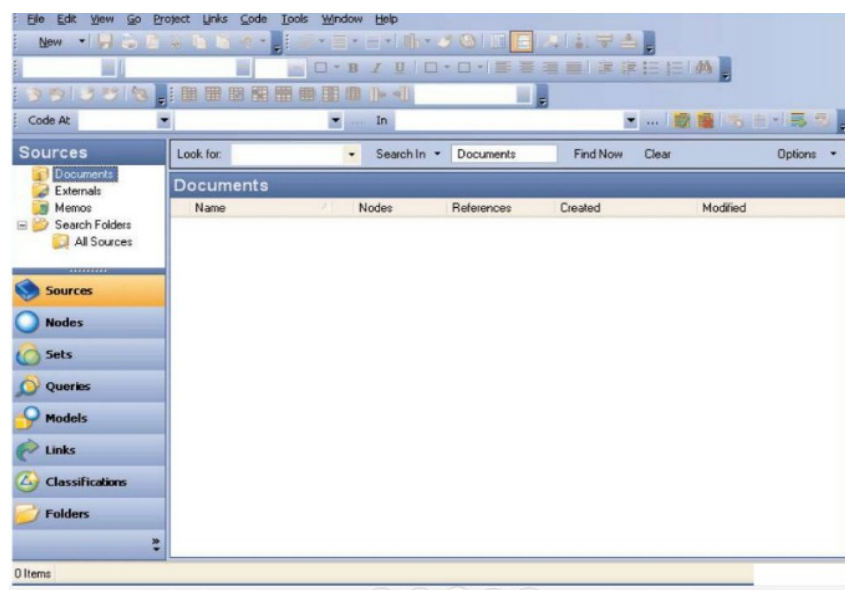 File Edit View Go Project Links Code Tools Window Help
New
B I U
Code At In
Sources
Documents
Externals
Memos
Search Folders
All Sources
Look for: Search In Documents Find Now Clear Options
Documents
Name Nodes References Created Modified
Sources
Nodes
Sets
Queries
Models
Links
Classifications
Folders
0 Items